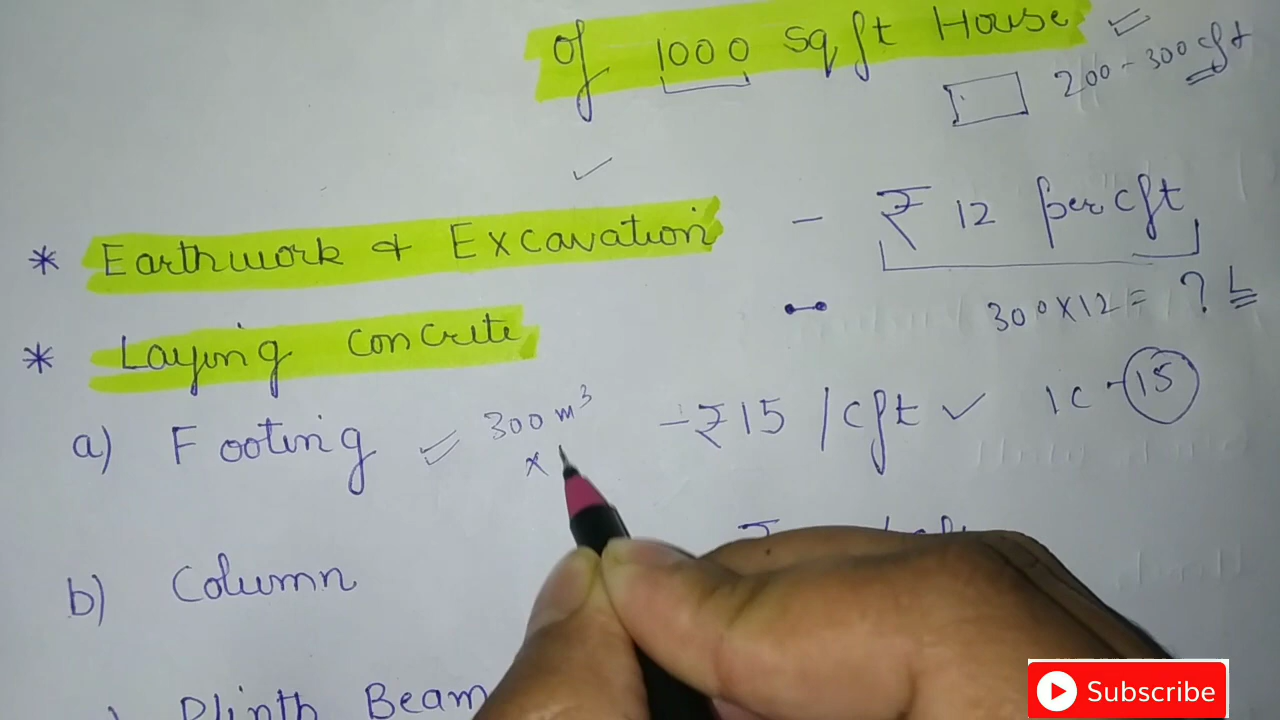 Of 1000 Sq ft House
200 - 300 cft
* Earthwork & Excavation - ₹ 12 per cft
300 x 12 = ?
* Laying Concrete
a) Footing 300 m³ - ₹ 15 / cft 1c - 15
x
b) Column
Plinth Beam
Subscribe